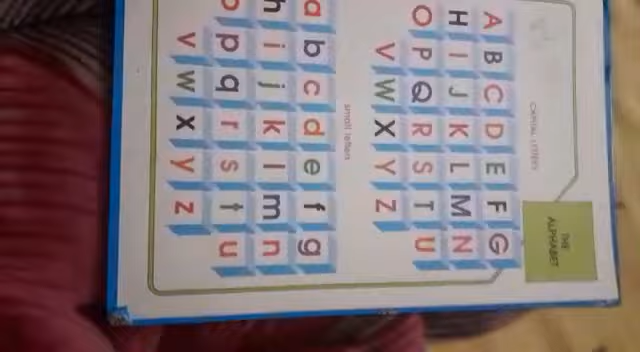 THE
ALPHABET
CAPITAL LETTERS
A B C D E F G
H I J K L M N
O P Q R S T U
V W X Y Z
small letters
a b c d e f g
h i j k l m n
o p q r s t u
v w x y z